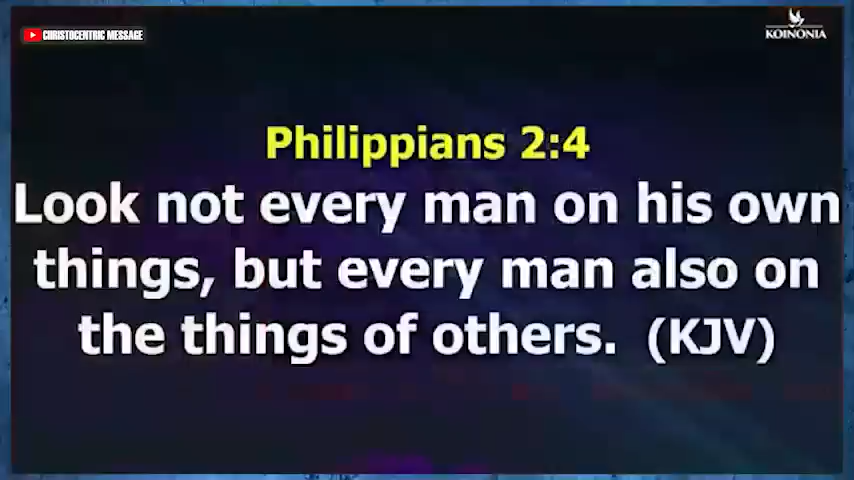 CHRISTOCENTRIC MESSAGE
KOINONIA
Philippians 2:4
Look not every man on his own
things, but every man also on
the things of others. (KJV)